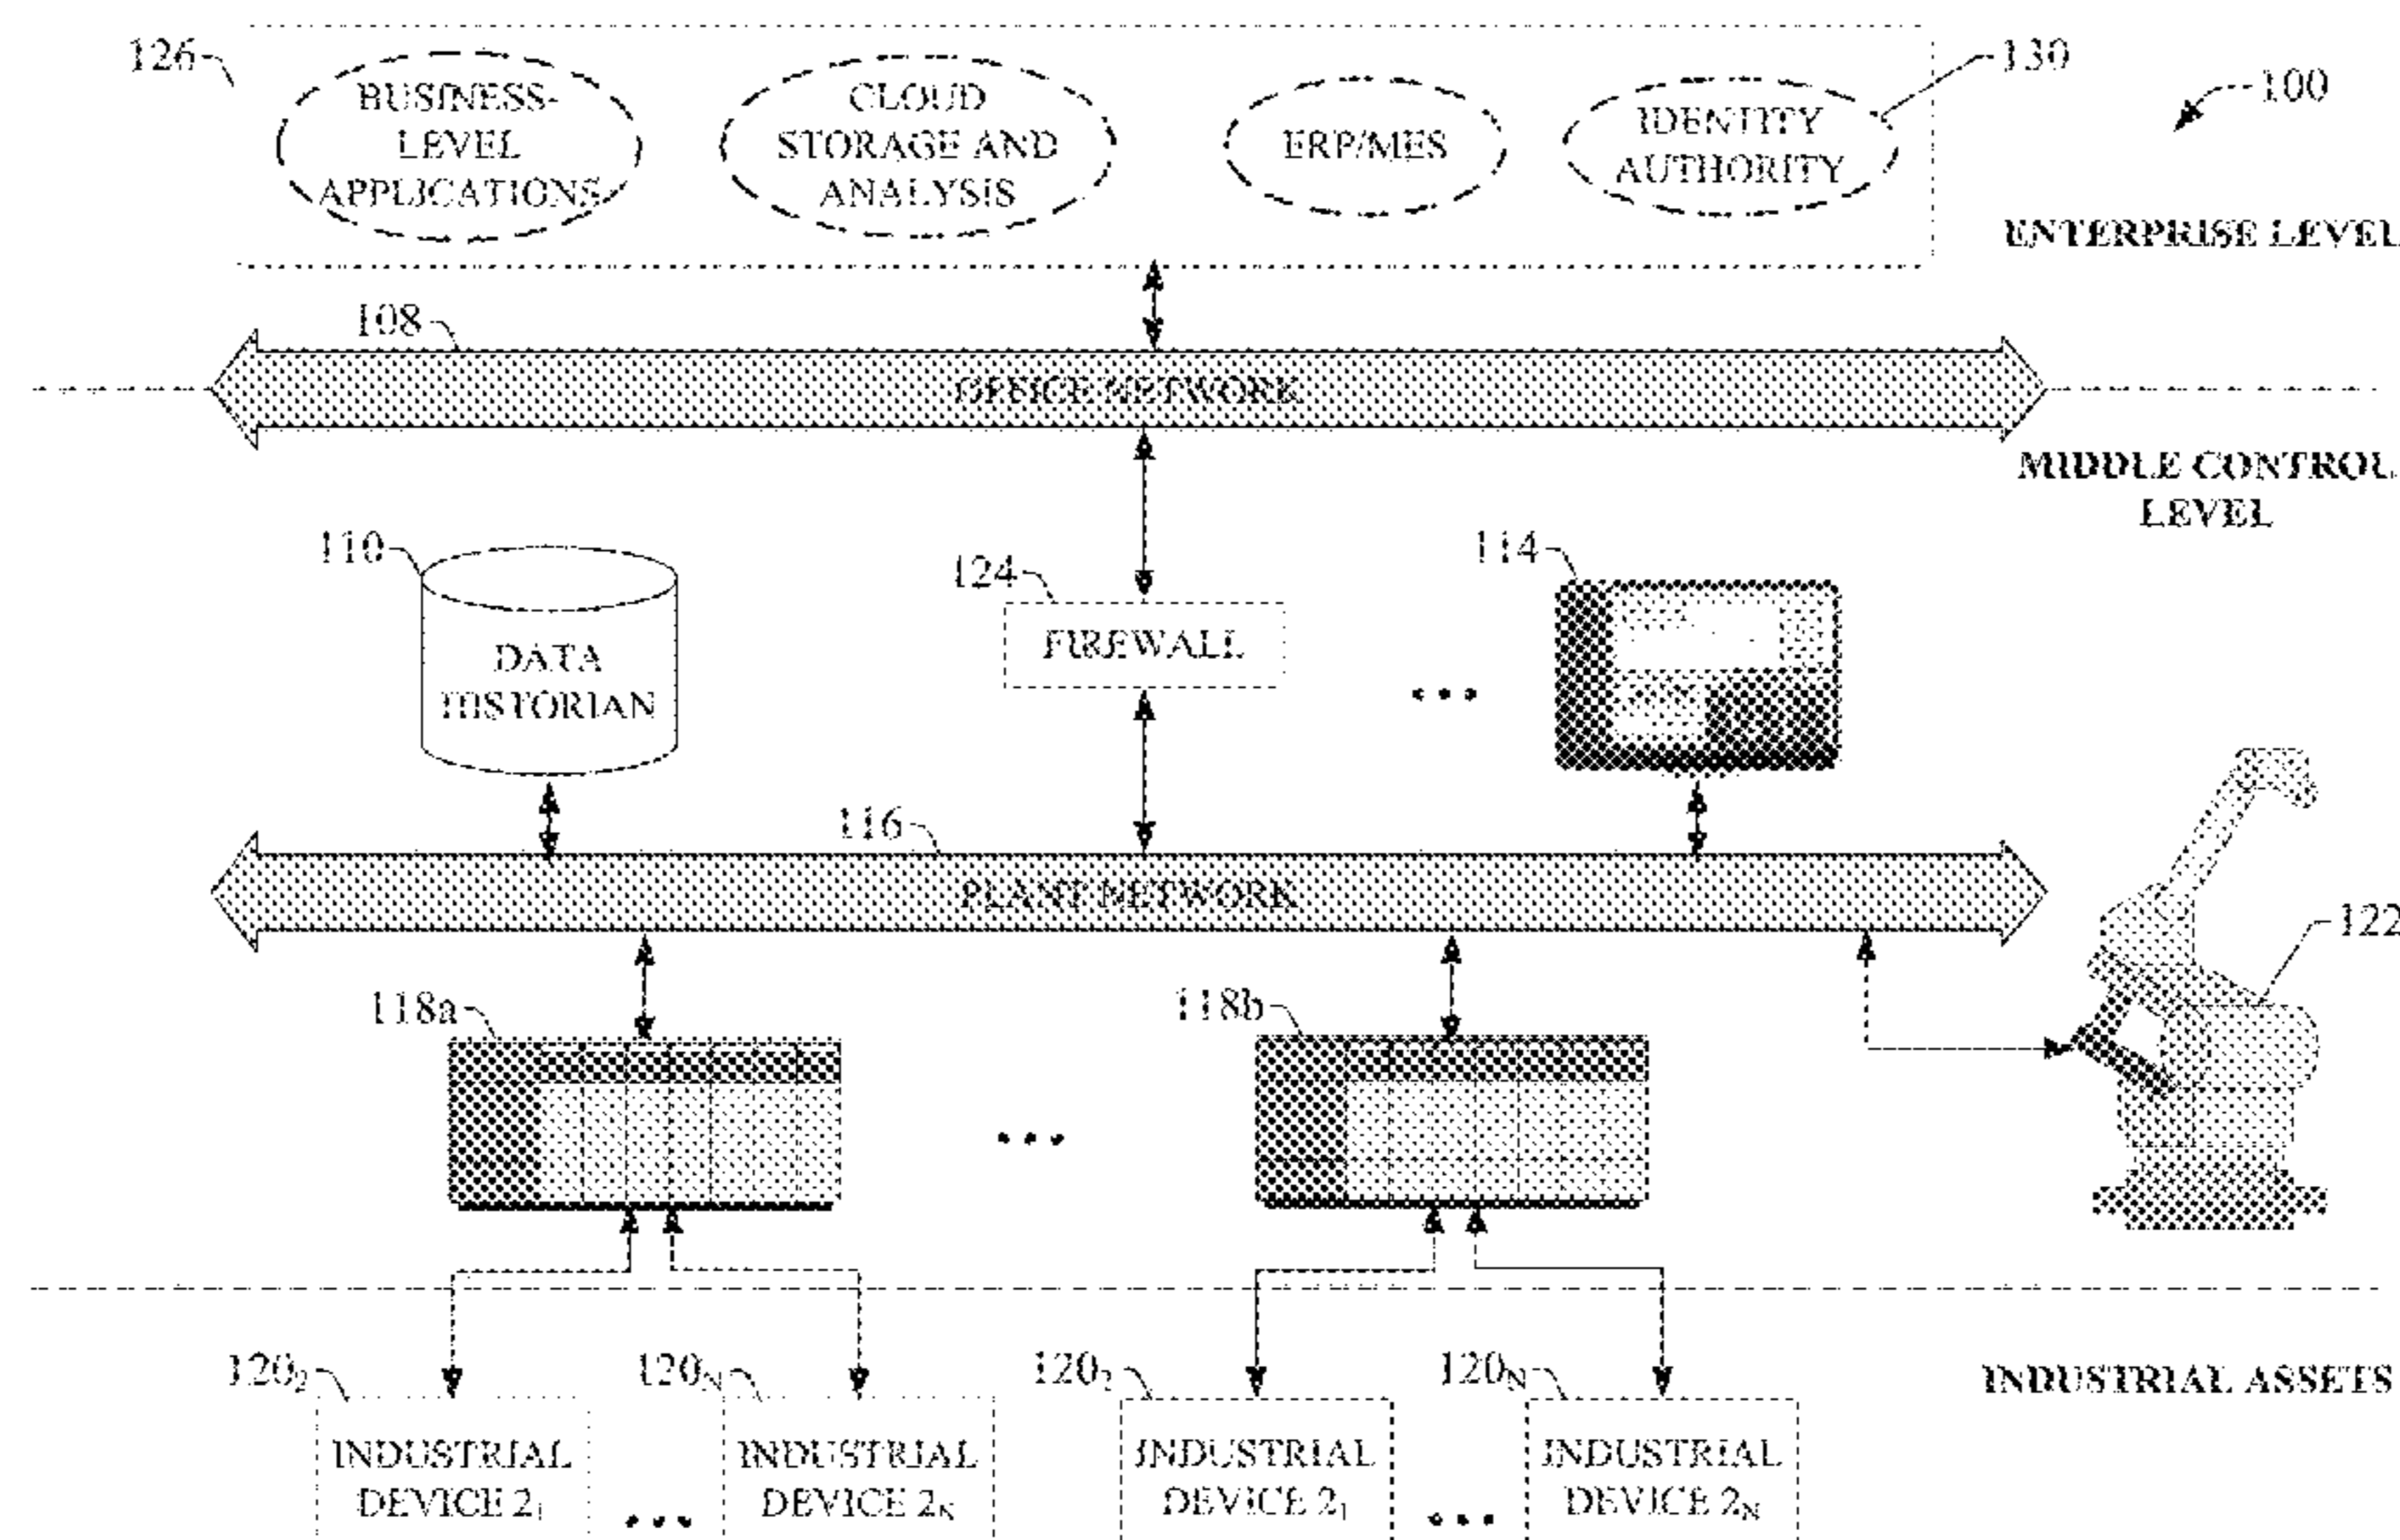 126
130
100
BUSINESS-
LEVEL
APPLICATIONS
CLOUD
STORAGE AND
ANALYSIS
ERP/MES
IDENTITY
AUTHORITY
ENTERPRISE LEVEL
108
OFFICE NETWORK
MIDDLE CONTROL
LEVEL
110
DATA
HISTORIAN
124
FIREWALL
...
114
116
PLANT NETWORK
122
118a
...
118b
120₂
120N
120₂
120N
INDUSTRIAL ASSETS
INDUSTRIAL
DEVICE 2₁
...
INDUSTRIAL
DEVICE 2N
INDUSTRIAL
DEVICE 2₁
...
INDUSTRIAL
DEVICE 2N